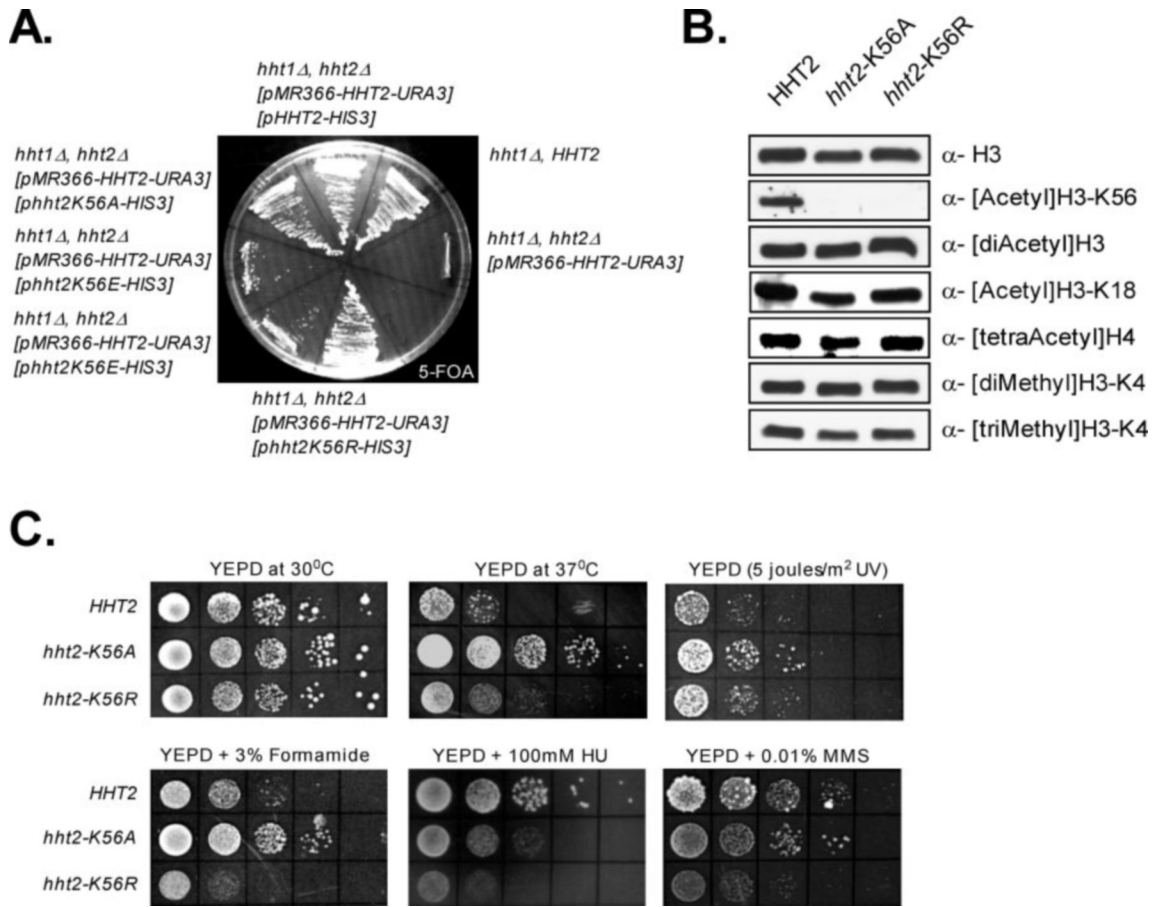 A.
hht1Δ, hht2Δ
[pMR366-HHT2-URA3]
[pHHT2-HIS3]
hht1Δ, hht2Δ
[pMR366-HHT2-URA3]
[phht2K56A-HIS3]
hht1Δ, HHT2
hht1Δ, hht2Δ
[pMR366-HHT2-URA3]
[phht2K56E-HIS3]
hht1Δ, hht2Δ
[pMR366-HHT2-URA3]
hht1Δ, hht2Δ
[pMR366-HHT2-URA3]
[phht2K56E-HIS3]
5-FOA
hht1Δ, hht2Δ
[pMR366-HHT2-URA3]
[phht2K56R-HIS3]
B.
HHT2
hht2-K56A
hht2-K56R
α- H3
α- [Acetyl]H3-K56
α- [diAcetyl]H3
α- [Acetyl]H3-K18
α- [tetraAcetyl]H4
α- [diMethyl]H3-K4
α- [triMethyl]H3-K4
C.
YEPD at 30⁰C
YEPD at 37⁰C
YEPD (5 joules/m² UV)
HHT2
hht2-K56A
hht2-K56R
YEPD + 3% Formamide
YEPD + 100mM HU
YEPD + 0.01% MMS
HHT2
hht2-K56A
hht2-K56R